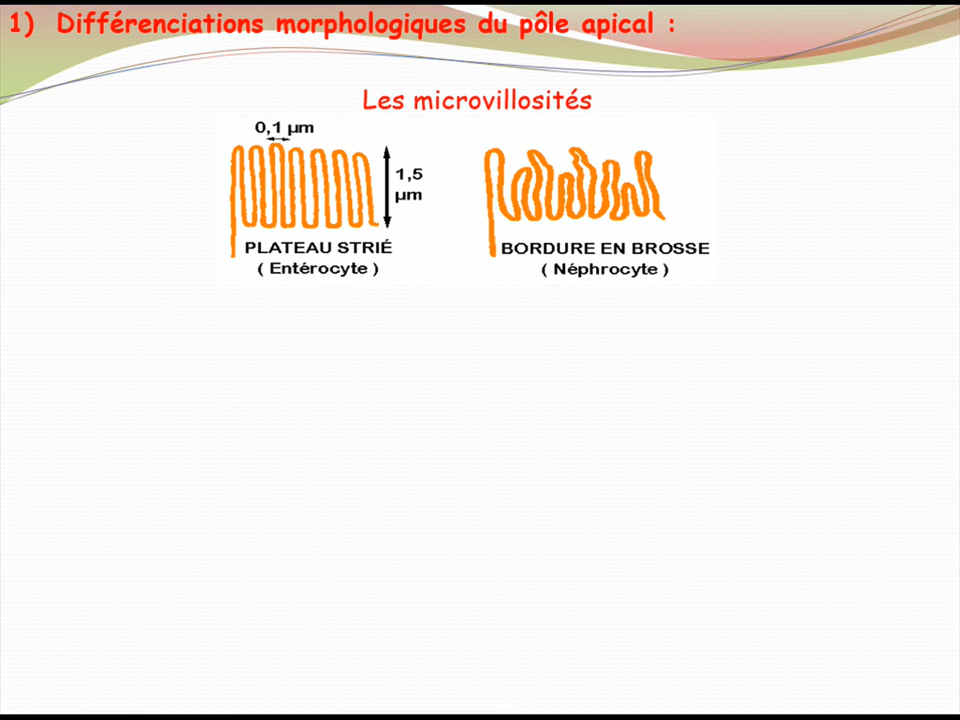 1) Différenciations morphologiques du pôle apical :
Les microvillosités
0,1 µm
1,5
µm
PLATEAU STRIÉ
( Entérocyte )
BORDURE EN BROSSE
( Néphrocyte )